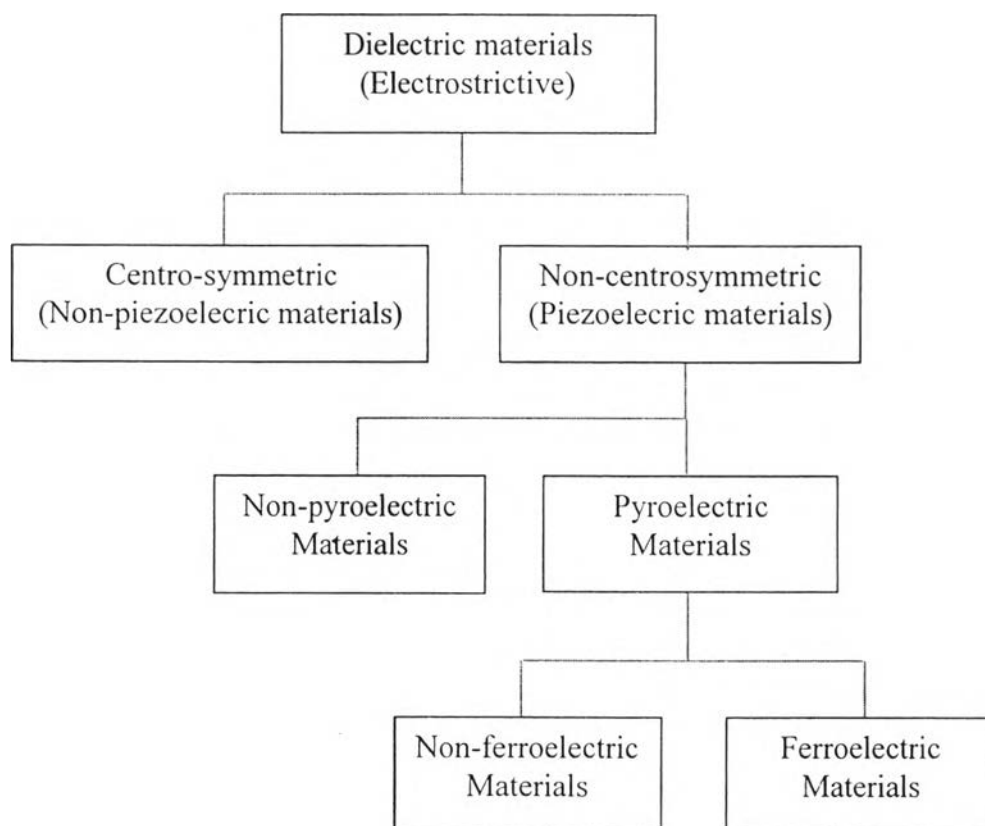 Dielectric materials
(Electrostrictive)
Centro-symmetric
(Non-piezoelecric materials)
Non-centrosymmetric
(Piezoelecric materials)
Non-pyroelectric
Materials
Pyroelectric
Materials
Non-ferroelectric
Materials
Ferroelectric
Materials